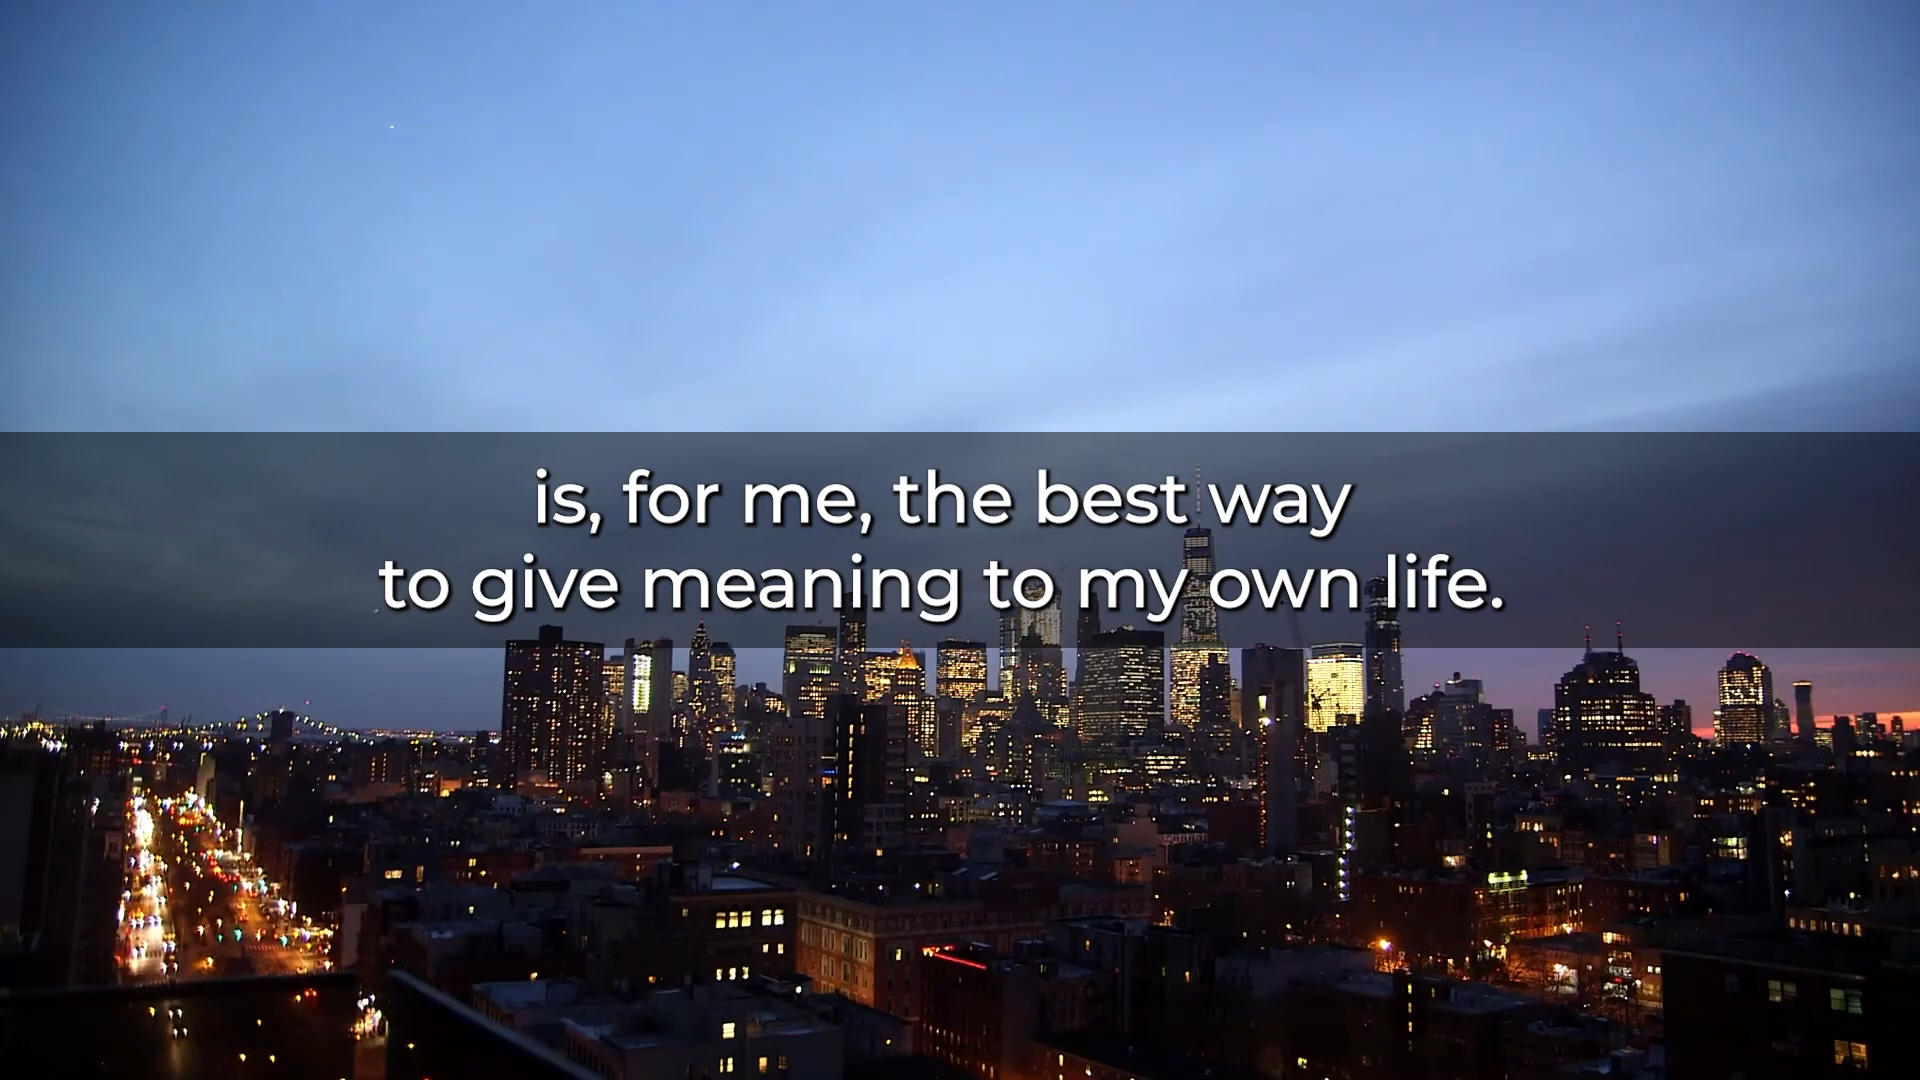 is, for me, the best way
to give meaning to my own life.